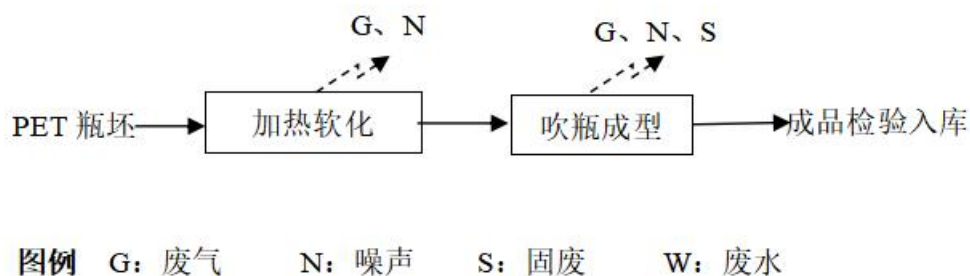 G、N
G、N、S
PET 瓶坯
加热软化
吹瓶成型
成品检验入库
图例 G：废气 N：噪声 S：固废 W：废水